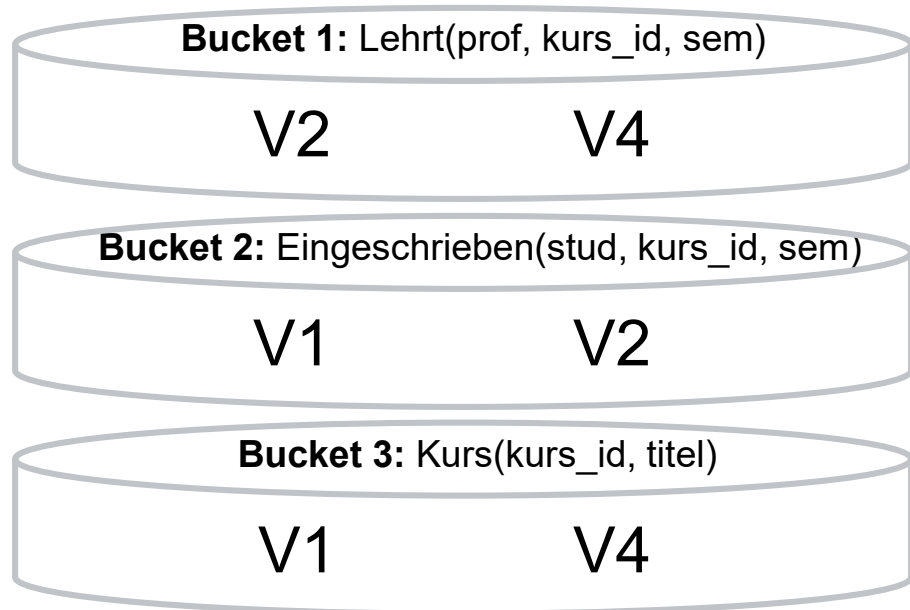 Bucket 1: Lehrt(prof, kurs_id, sem)
V2 V4
Bucket 2: Eingeschrieben(stud, kurs_id, sem)
V1 V2
Bucket 3: Kurs(kurs_id, titel)
V1 V4